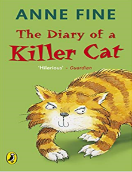 ANNE FINE
The Diary of a
Killer Cat
'Hilarious' - Guardian